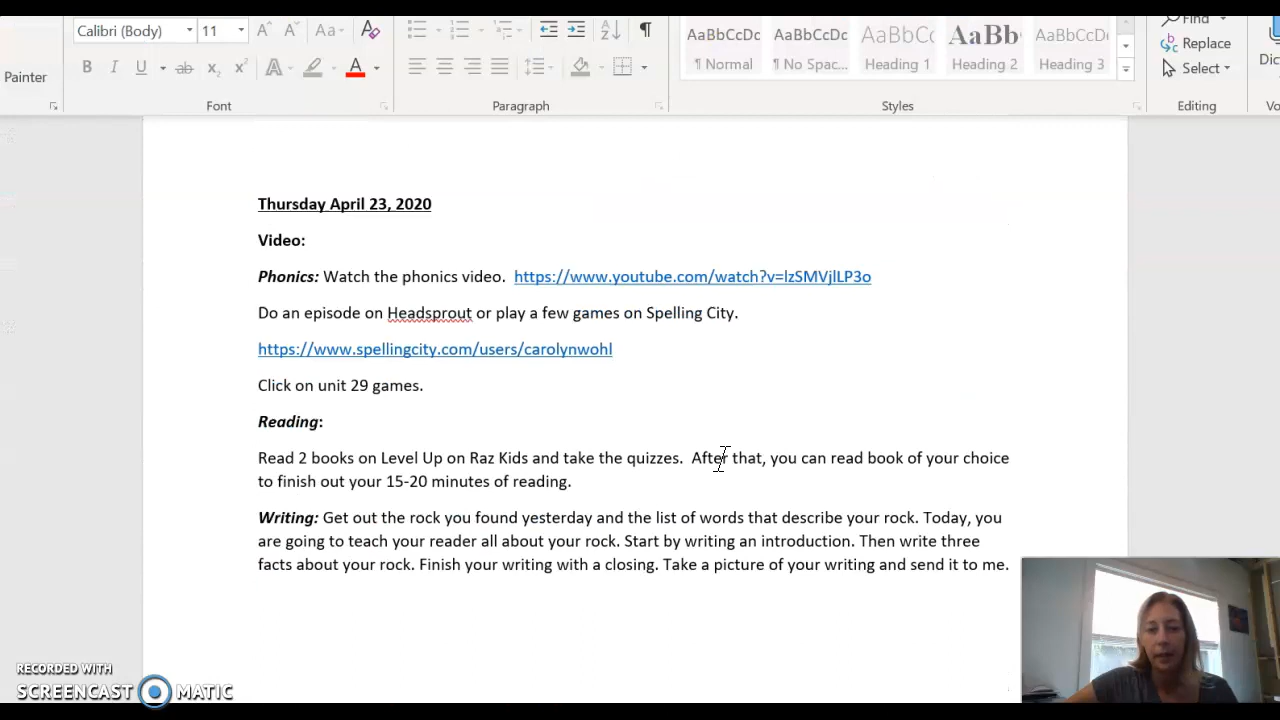 Calibri (Body) 11 Aa
Find
AaBbCcDc AaBbCcDc AaBbCc AaBb AaBbCcDc
Replace
Painter
B I U ab x₂ x² A A
¶ Normal ¶ No Spac... Heading 1 Heading 2 Heading 3
Select
Font Paragraph Styles Editing
Thursday April 23, 2020
Video:
Phonics: Watch the phonics video. https://www.youtube.com/watch?v=lzSMVjlLP3o
Do an episode on Headsprout or play a few games on Spelling City.
https://www.spellingcity.com/users/carolynwohl
Click on unit 29 games.
Reading:
Read 2 books on Level Up on Raz Kids and take the quizzes. After that, you can read book of your choice
to finish out your 15-20 minutes of reading.
Writing: Get out the rock you found yesterday and the list of words that describe your rock. Today, you
are going to teach your reader all about your rock. Start by writing an introduction. Then write three
facts about your rock. Finish your writing with a closing. Take a picture of your writing and send it to me.
RECORDED WITH
SCREENCAST MATIC